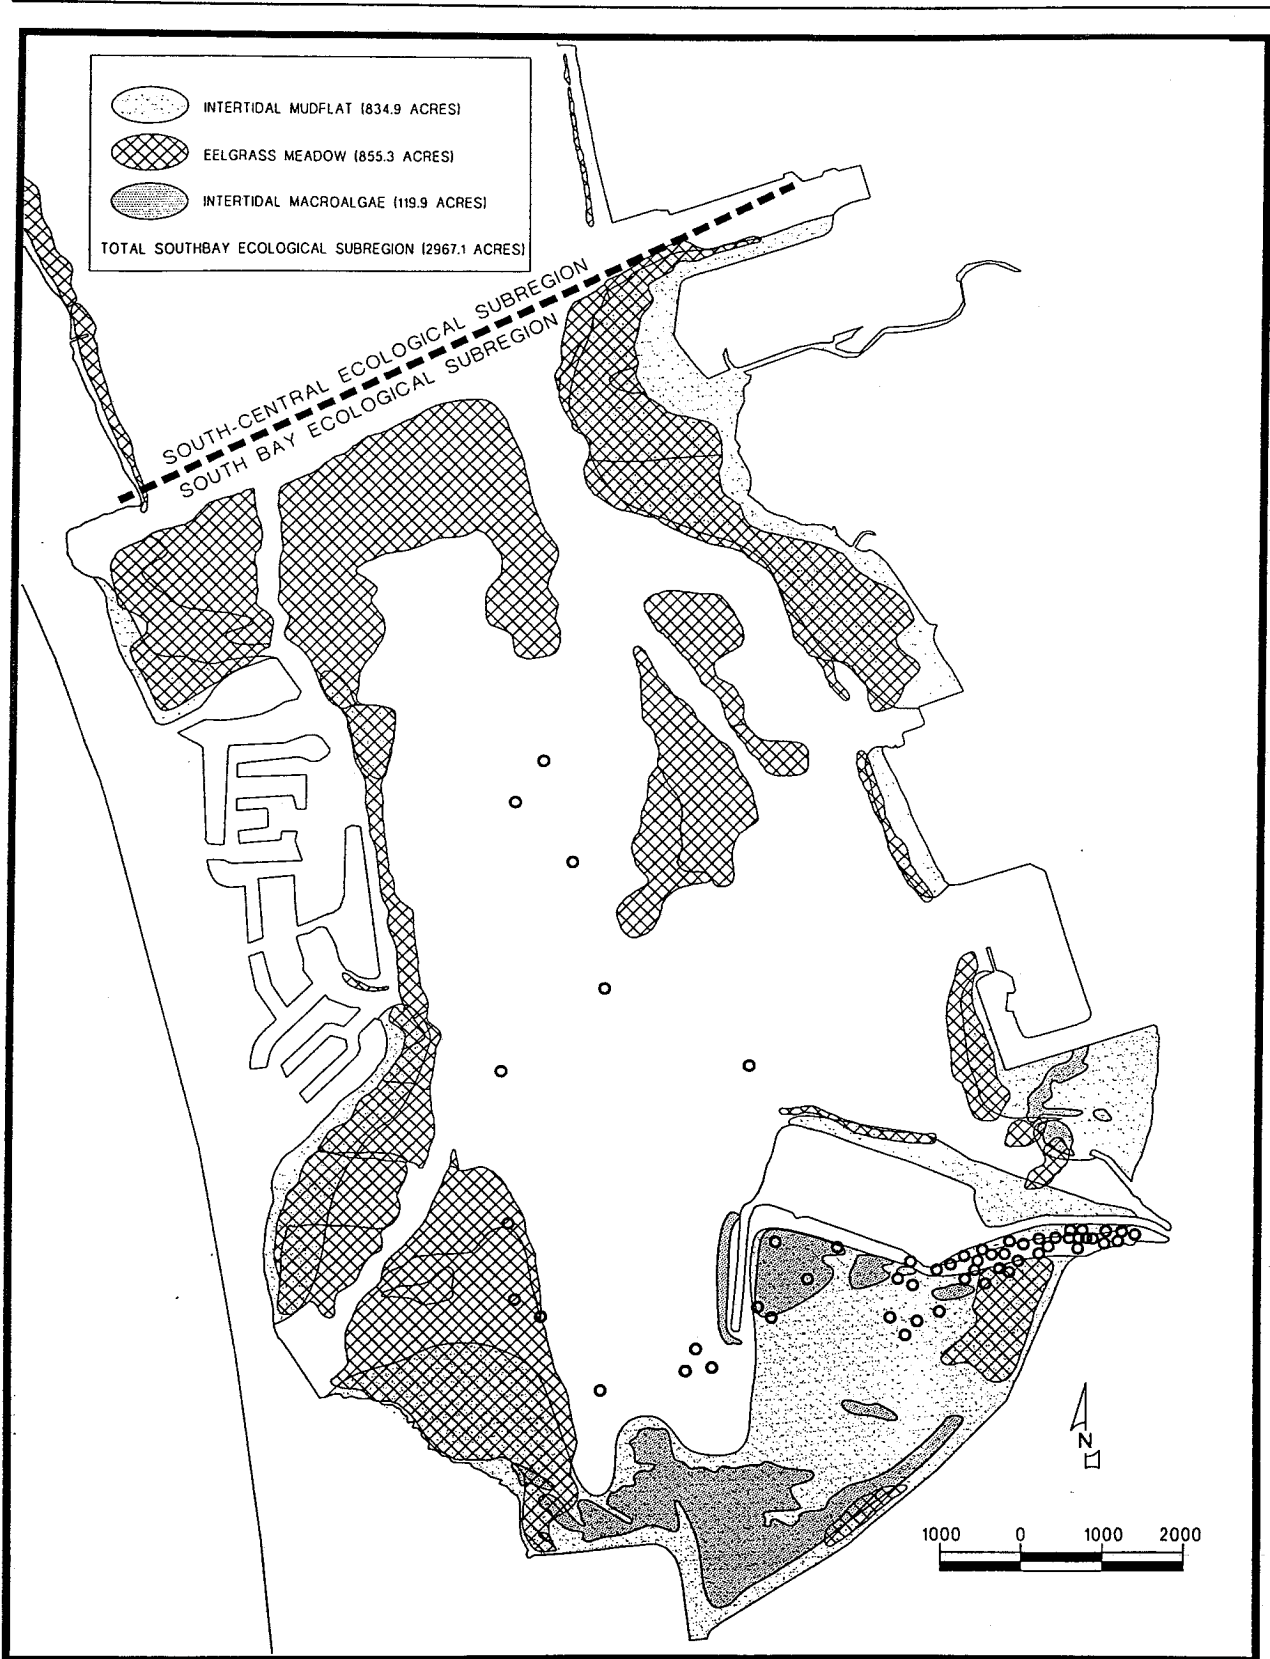 INTERTIDAL MUDFLAT (834.9 ACRES)
EELGRASS MEADOW (855.3 ACRES)
INTERTIDAL MACROALGAE (119.9 ACRES)
TOTAL SOUTHBAY ECOLOGICAL SUBREGION (2967.1 ACRES)
SOUTH-CENTRAL ECOLOGICAL SUBREGION
SOUTH BAY ECOLOGICAL SUBREGION
N
1000 0 1000 2000